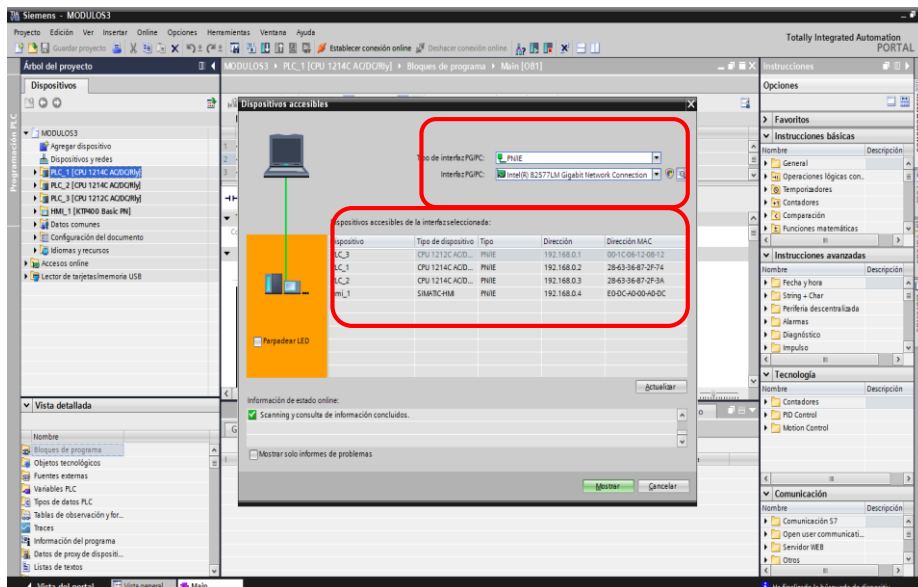 Siemens - MODULOS3
Proyecto Edición Ver Insertar Online Opciones Herramientas Ventana Ayuda
Guardar proyecto Establecer conexión online Deshacer conexión online
Totally Integrated Automation
PORTAL
Árbol del proyecto
MODULOS3 PLC_1 [CPU 1214C AC/DC/Rly] Bloques de programa Main [OB1]
Instrucciones
Dispositivos
Opciones
Programación PLC
MODULOS3
Agregar dispositivo
Dispositivos y redes
PLC_1 [CPU 1214C AC/DC/Rly]
PLC_2 [CPU 1214C AC/DC/Rly]
PLC_3 [CPU 1212C AC/DC/Rly]
HMI_1 [KTP400 Basic PN]
Datos comunes
Configuración del documento
Idiomas y recursos
Accesos online
Lector de tarjetas/memoria USB
Vista detallada
Nombre
Bloques de programa
Objetos tecnológicos
Fuentes externas
Variables PLC
Tipos de datos PLC
Tablas de observación y for...
Traces
Información del programa
Datos de proxy de dispositi...
Listas de textos
Dispositivos accesibles
Tipo de interfaz PG/PC: PN/IE
Interfaz PG/PC: Intel(R) 82577LM Gigabit Network Connection
Dispositivos accesibles de la interfaz seleccionada:
Dispositivo Tipo de dispositivo Tipo Dirección Dirección MAC
PLC_3 CPU 1212C AC/D... PN/IE 192.168.0.1 00-1C-06-12-08-12
PLC_1 CPU 1214C AC/D... PN/IE 192.168.0.2 28-63-36-87-2F-74
PLC_2 CPU 1214C AC/D... PN/IE 192.168.0.3 28-63-36-87-2F-3A
hmi_1 SIMATIC-HMI PN/IE 192.168.0.4 E0-DC-A0-00-A0-DC
Parpadear LED
Actualizar
Información de estado online:
Scanning y consulta de información concluidos.
Mostrar solo informes de problemas
Mostrar Cancelar
Favoritos
Instrucciones básicas
Nombre Descripción
General
Operaciones lógicas con..
Temporizadores
Contadores
Comparación
Funciones matemáticas
Instrucciones avanzadas
Nombre Descripción
Fecha y hora
String + Char
Periferia descentralizada
Alarmas
Diagnóstico
Impulso
Tecnología
Nombre Descripción
Contadores
PID Control
Motion Control
Comunicación
Nombre Descripción
Comunicación S7
Open user communicati...
Servidor WEB
Otros
Vista del portal Vista general Main
Ha finalizado la búsqueda de dispositiv...